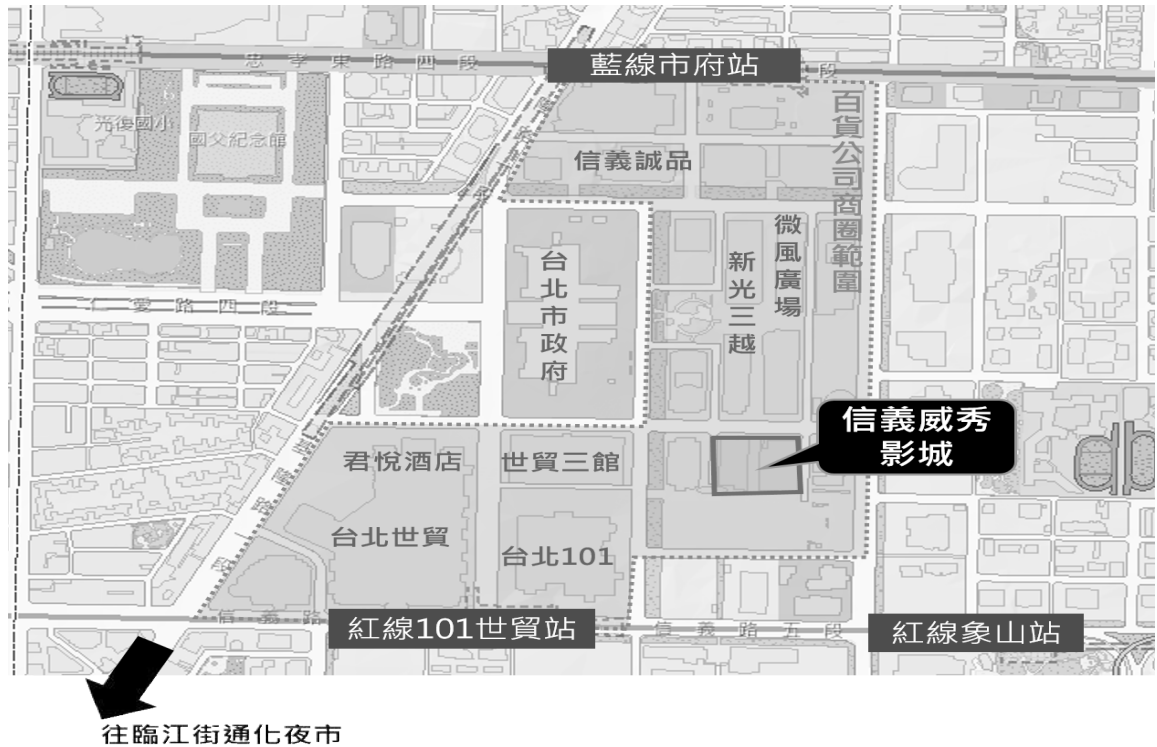 忠孝東路四段
藍線市府站
段
光復國小
國父紀念館
信義誠品
百貨公司商圈範圍
微風廣場
新光三越
台北市政府
仁愛路四段
信義威秀
影城
君悅酒店
世貿三館
台北世貿
台北101
信義路
紅線101世貿站
信義路五段
紅線象山站
往臨江街通化夜市